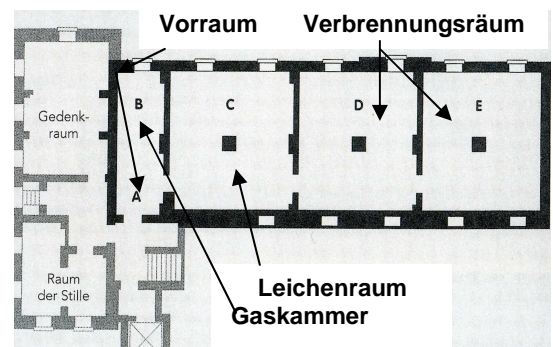 Vorraum Verbrennungsräum
B C D E
Gedenk-
raum
A
Raum
der Stille
Leichenraum
Gaskammer